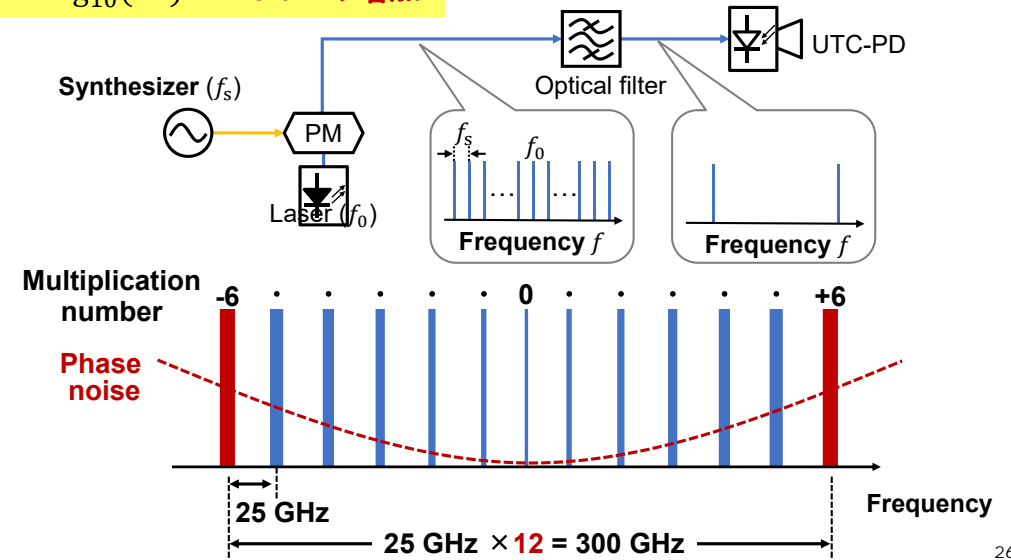 UTC-PD
Synthesizer (fₛ)
Optical filter
PM
Laser (f₀)
fₛ
f₀
...
...
Frequency f
Frequency f
Multiplication
number
-6 · · · · · 0 · · · · · +6
Phase
noise
25 GHz
Frequency
25 GHz ×12 = 300 GHz